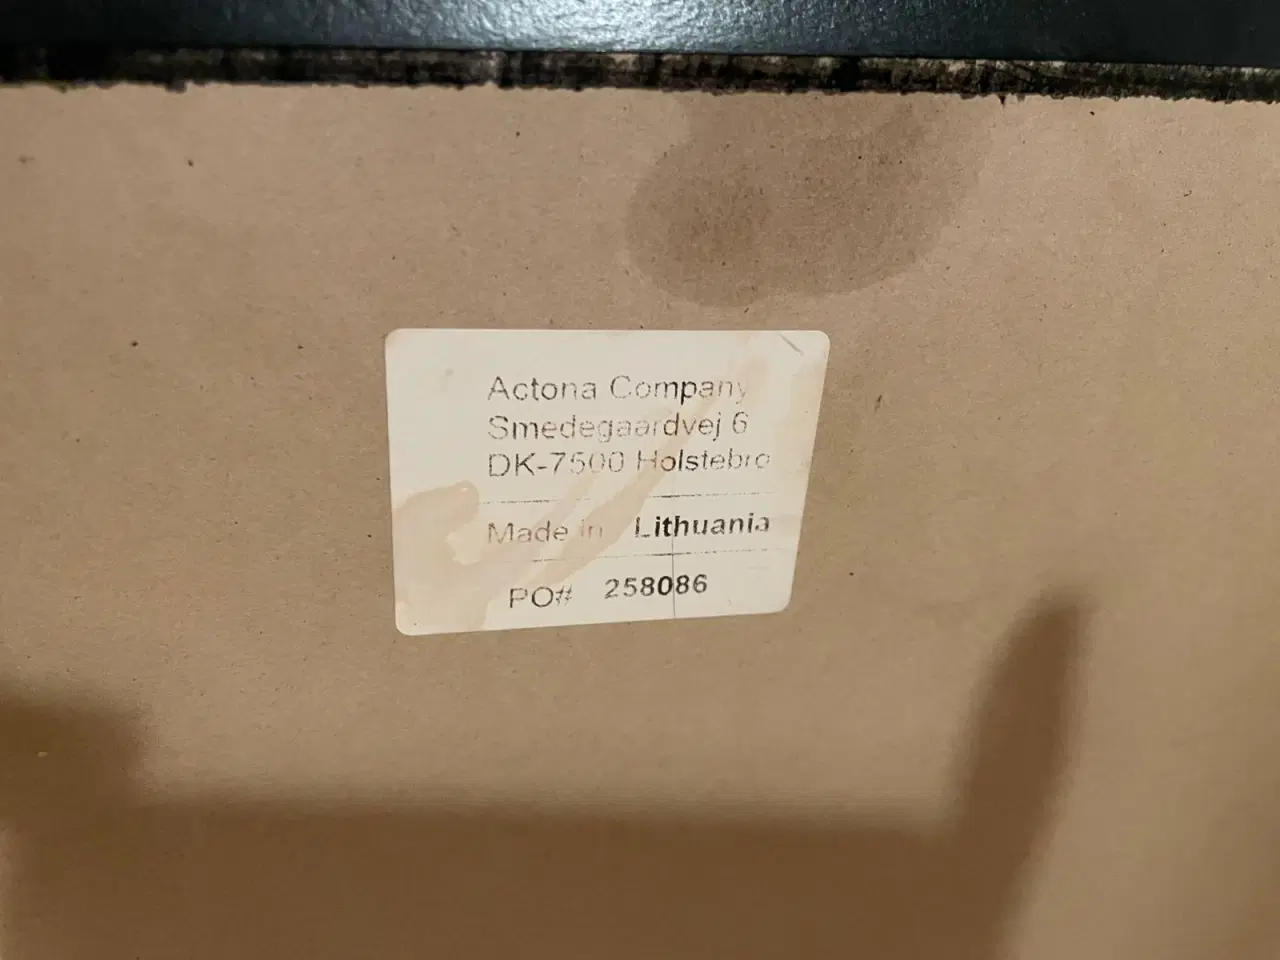 Actona Company
Smedegaardvej 6
DK-7500 Holstebro
Made in Lithuania
PO# 258086